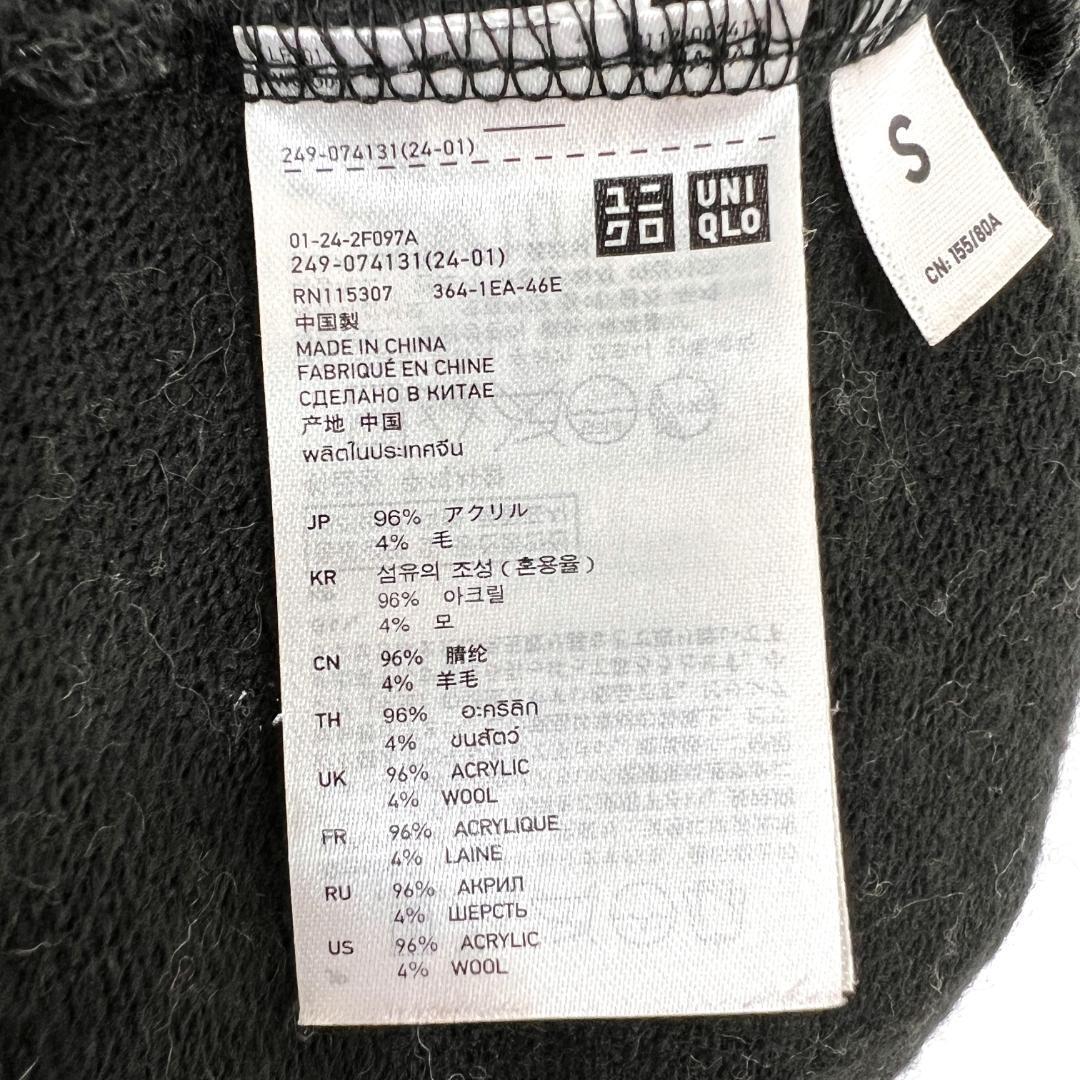 249-074131(24-01)
ユニ
クロ
UNI
QLO
01-24-2F097A
249-074131(24-01)
RN115307 364-1EA-46E
中国製
MADE IN CHINA
FABRIQUÉ EN CHINE
СДЕЛАНО В КИТАЕ
产地 中国
ผลิตในประเทศจีน
JP 96% アクリル
4% 毛
KR 섬유의 조성 ( 혼용율 )
96% 아크릴
4% 모
CN 96% 腈纶
4% 羊毛
TH 96% อะคริลิก
4% ขนสัตว์
UK 96% ACRYLIC
4% WOOL
FR 96% ACRYLIQUE
4% LAINE
RU 96% АКРИЛ
4% ШЕРСТЬ
US 96% ACRYLIC
4% WOOL
S
CN: 155/80A